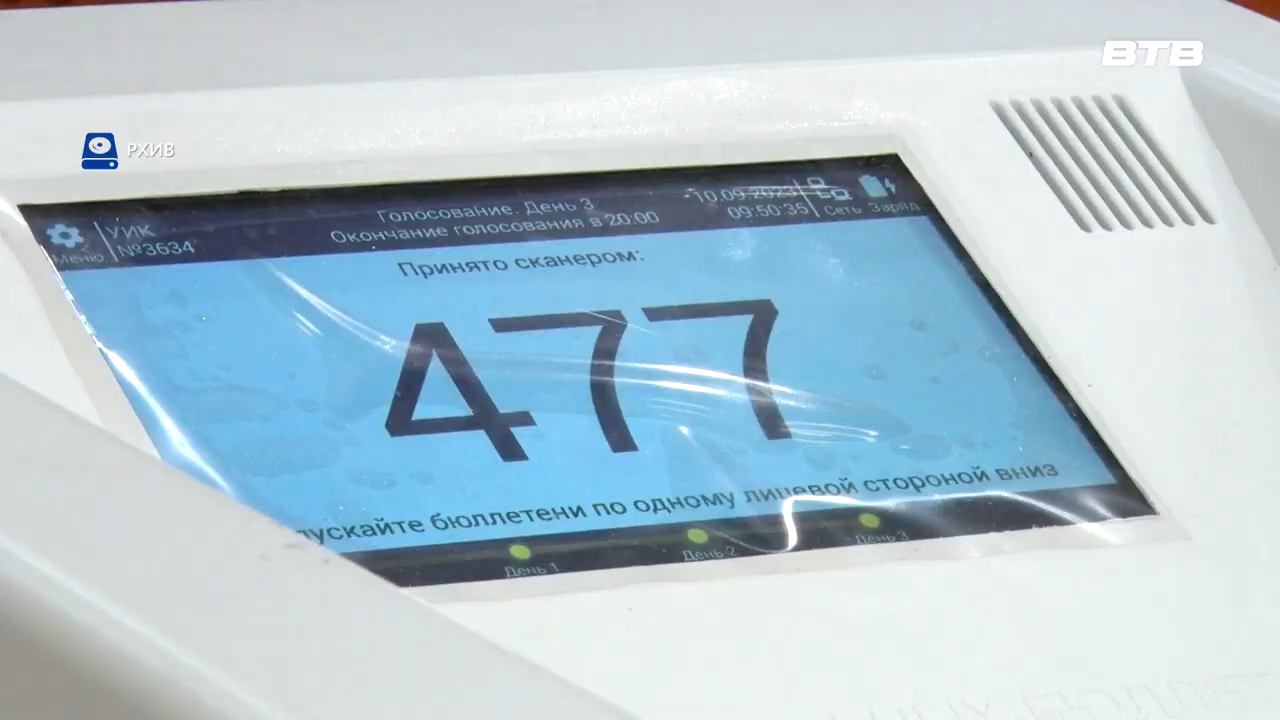 ВТВ
РХИВ
Меню
УИК
№3634
Голосование. День 3
Окончание голосования в 20:00
10.09.2023
09:50:35
Сеть
Заряд
Принято сканером:
477
пускайте бюллетени по одному лицевой стороной вниз
День 1
День 2
День 3